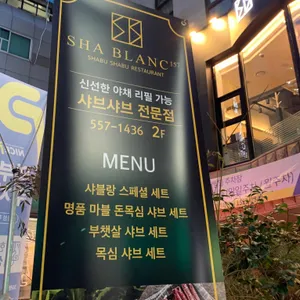 SHA BLANC
SHABU SHABU RESTAURANT
신선한 야채 리필 가능
샤브샤브 전문점
557-1436 2F
MENU
샤블랑 스페셜 세트
명품 마블 돈목심 샤브 세트
부챗살 샤브 세트
목심 샤브 세트